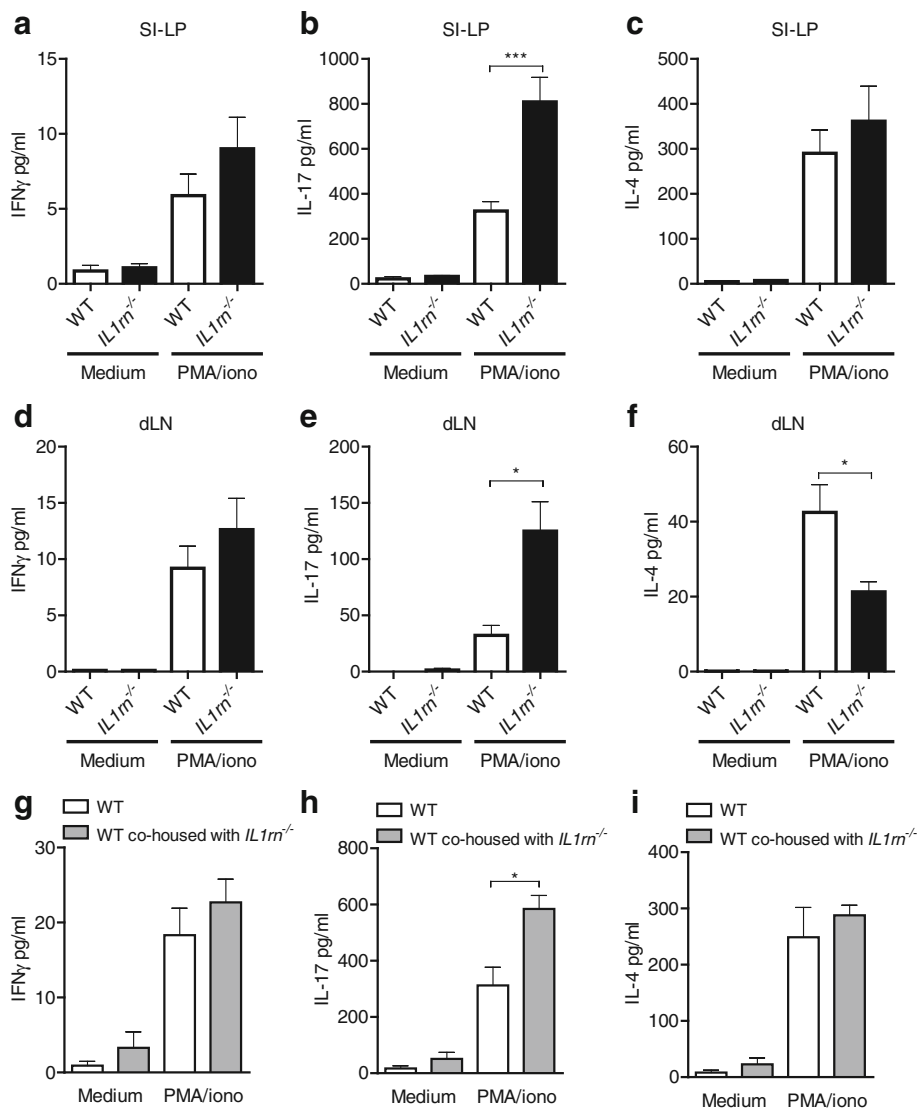 a
SI-LP
IFNγ pg/ml
15
10
5
0
WT
IL1rn-/-
WT
IL1rn-/-
Medium
PMA/iono
b
SI-LP
IL-17 pg/ml
1000
800
600
400
200
0
***
WT
IL1rn-/-
WT
IL1rn-/-
Medium
PMA/iono
c
SI-LP
IL-4 pg/ml
500
400
300
200
100
0
WT
IL1rn-/-
WT
IL1rn-/-
Medium
PMA/iono
d
dLN
IFNγ pg/ml
20
15
10
5
0
WT
IL1rn-/-
WT
IL1rn-/-
Medium
PMA/iono
e
dLN
IL-17 pg/ml
200
150
100
50
0
*
WT
IL1rn-/-
WT
IL1rn-/-
Medium
PMA/iono
f
dLN
IL-4 pg/ml
60
40
20
0
*
WT
IL1rn-/-
WT
IL1rn-/-
Medium
PMA/iono
g
WT
WT co-housed with IL1rn-/-
IFNγ pg/ml
30
20
10
0
Medium
PMA/iono
h
WT
WT co-housed with IL1rn-/-
IL-17 pg/ml
800
600
400
200
0
*
Medium
PMA/iono
i
WT
WT co-housed with IL1rn-/-
IL-4 pg/ml
400
300
200
100
0
Medium
PMA/iono